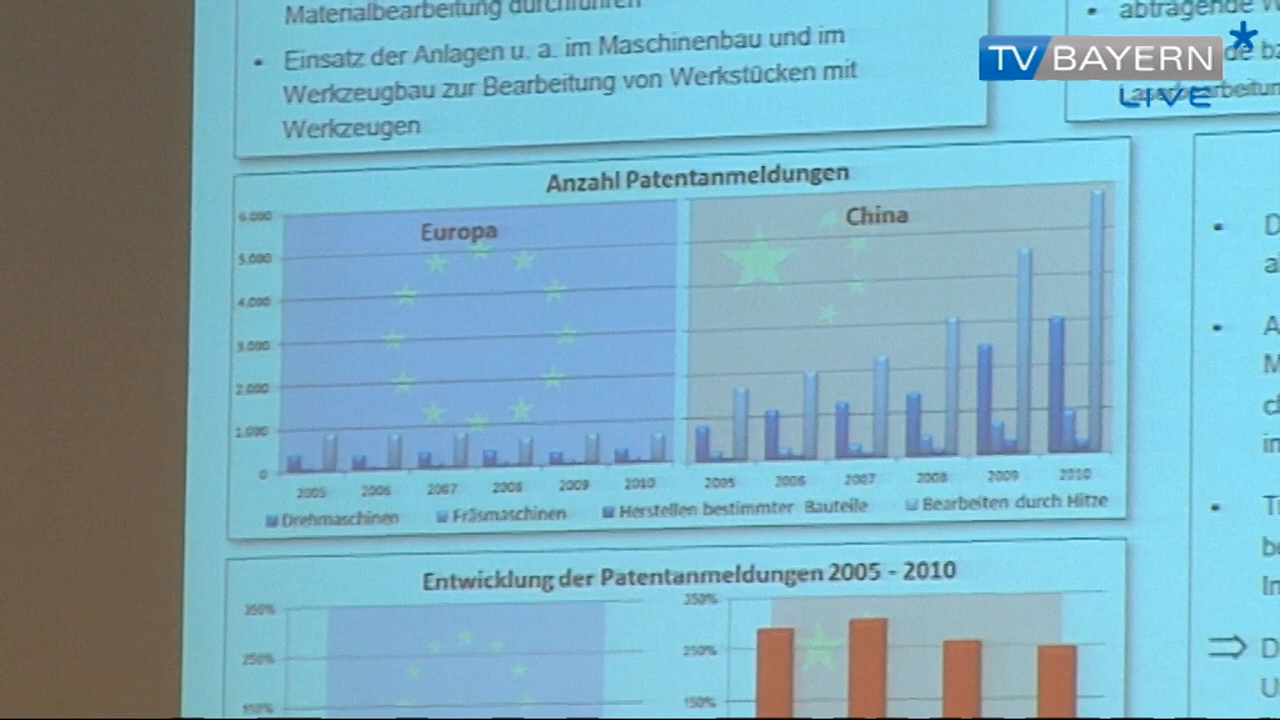 Materialbearbeitung durchführen
• Einsatz der Anlagen u. a. im Maschinenbau und im
Werkzeugbau zur Bearbeitung von Werkstücken mit
Werkzeugen
• abtragende
TV BAYERN
LIVE
Anzahl Patentanmeldungen
Europa
China
6.000
5.000
4.000
3.000
2.000
1.000
0
2005 2006 2007 2008 2009 2010
2005 2006 2007 2008 2009 2010
Drehmaschinen Fräsmaschinen Herstellen bestimmter Bauteile Bearbeiten durch Hitze
Entwicklung der Patentanmeldungen 2005 - 2010
350%
250%
150%
350%
250%
150%